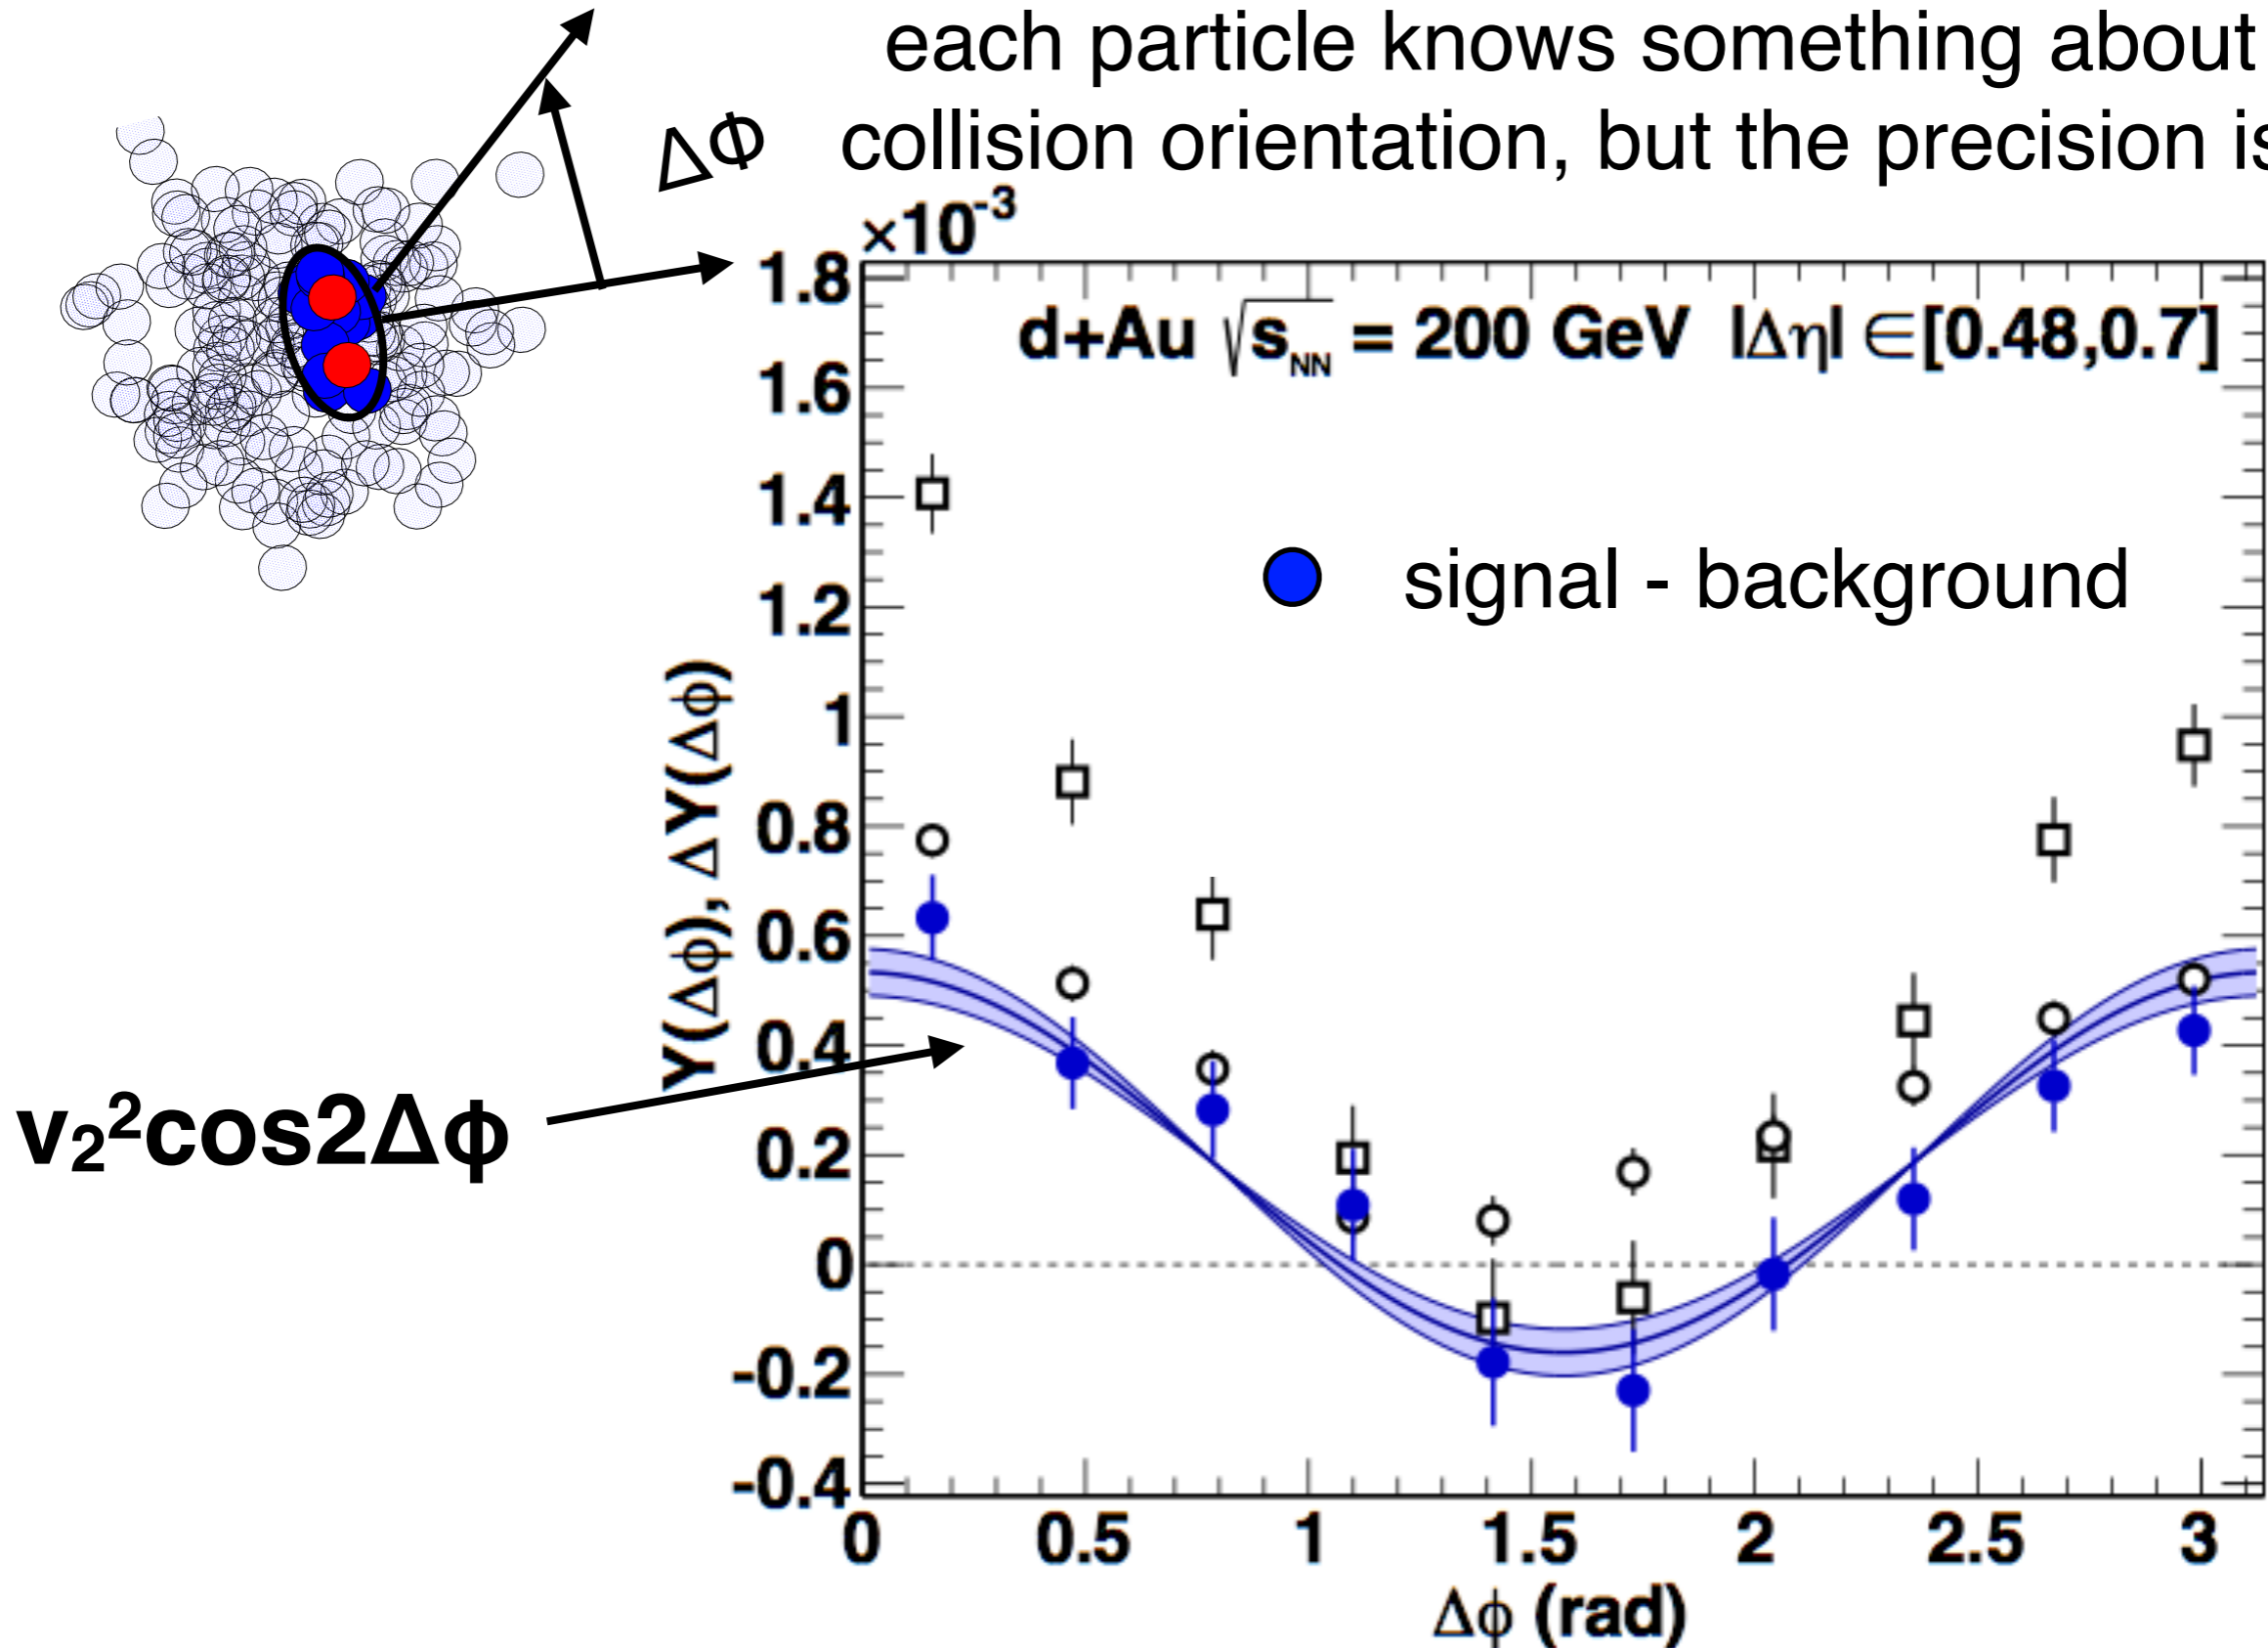 each particle knows something about
collision orientation, but the precision is
ΔΦ
×10⁻³
d+Au √sNN = 200 GeV |Δη| ∈[0.48,0.7]
signal - background
Y(Δφ), ΔY(Δφ)
1.8
1.6
1.4
1.2
1
0.8
0.6
0.4
0.2
0
-0.2
-0.4
v₂²cos2Δφ
0 0.5 1 1.5 2 2.5 3
Δφ (rad)